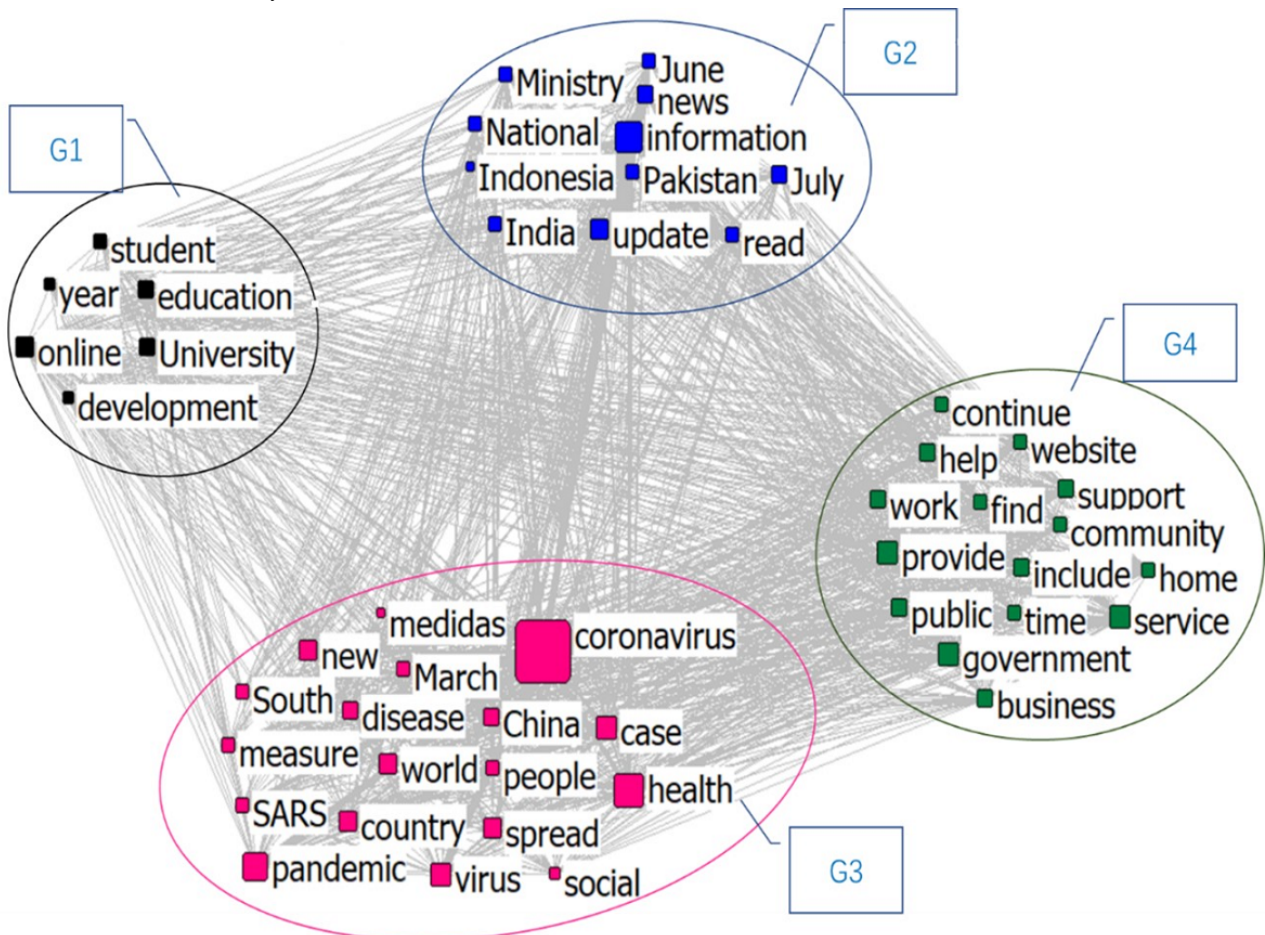 G2
June
Ministry
news
National
information
G1
Indonesia
Pakistan
July
India
update
read
student
year
education
online
University
development
G4
continue
website
help
support
work
find
community
provide
include
home
public
time
service
government
business
medidas
coronavirus
new
March
South
disease
China
case
measure
world
people
health
SARS
country
spread
pandemic
virus
social
G3